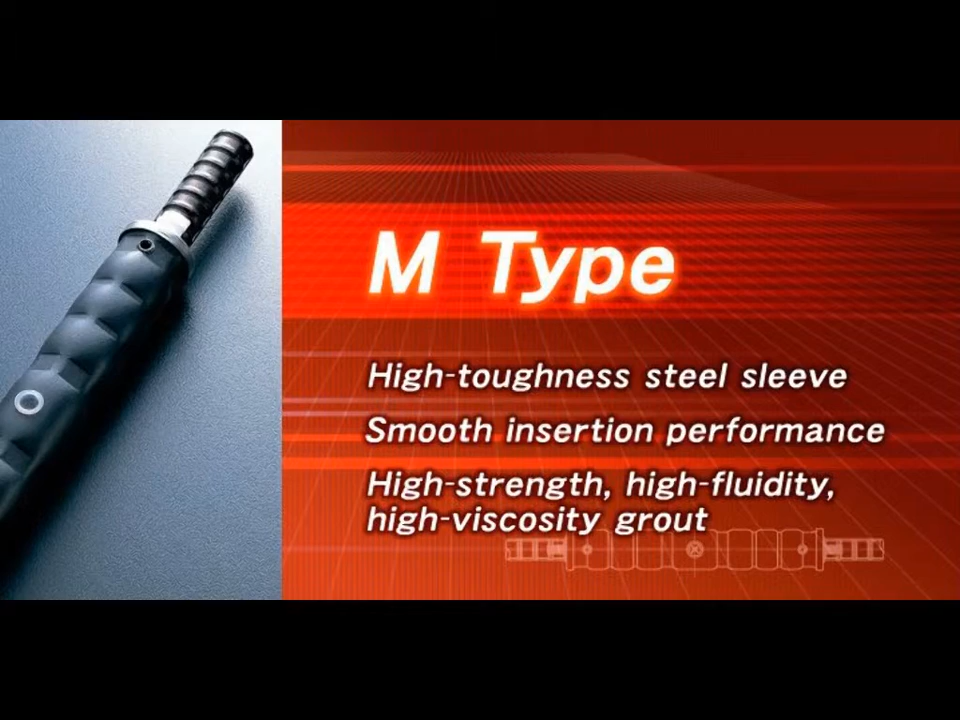 M Type
High-toughness steel sleeve
Smooth insertion performance
High-strength, high-fluidity,
high-viscosity grout